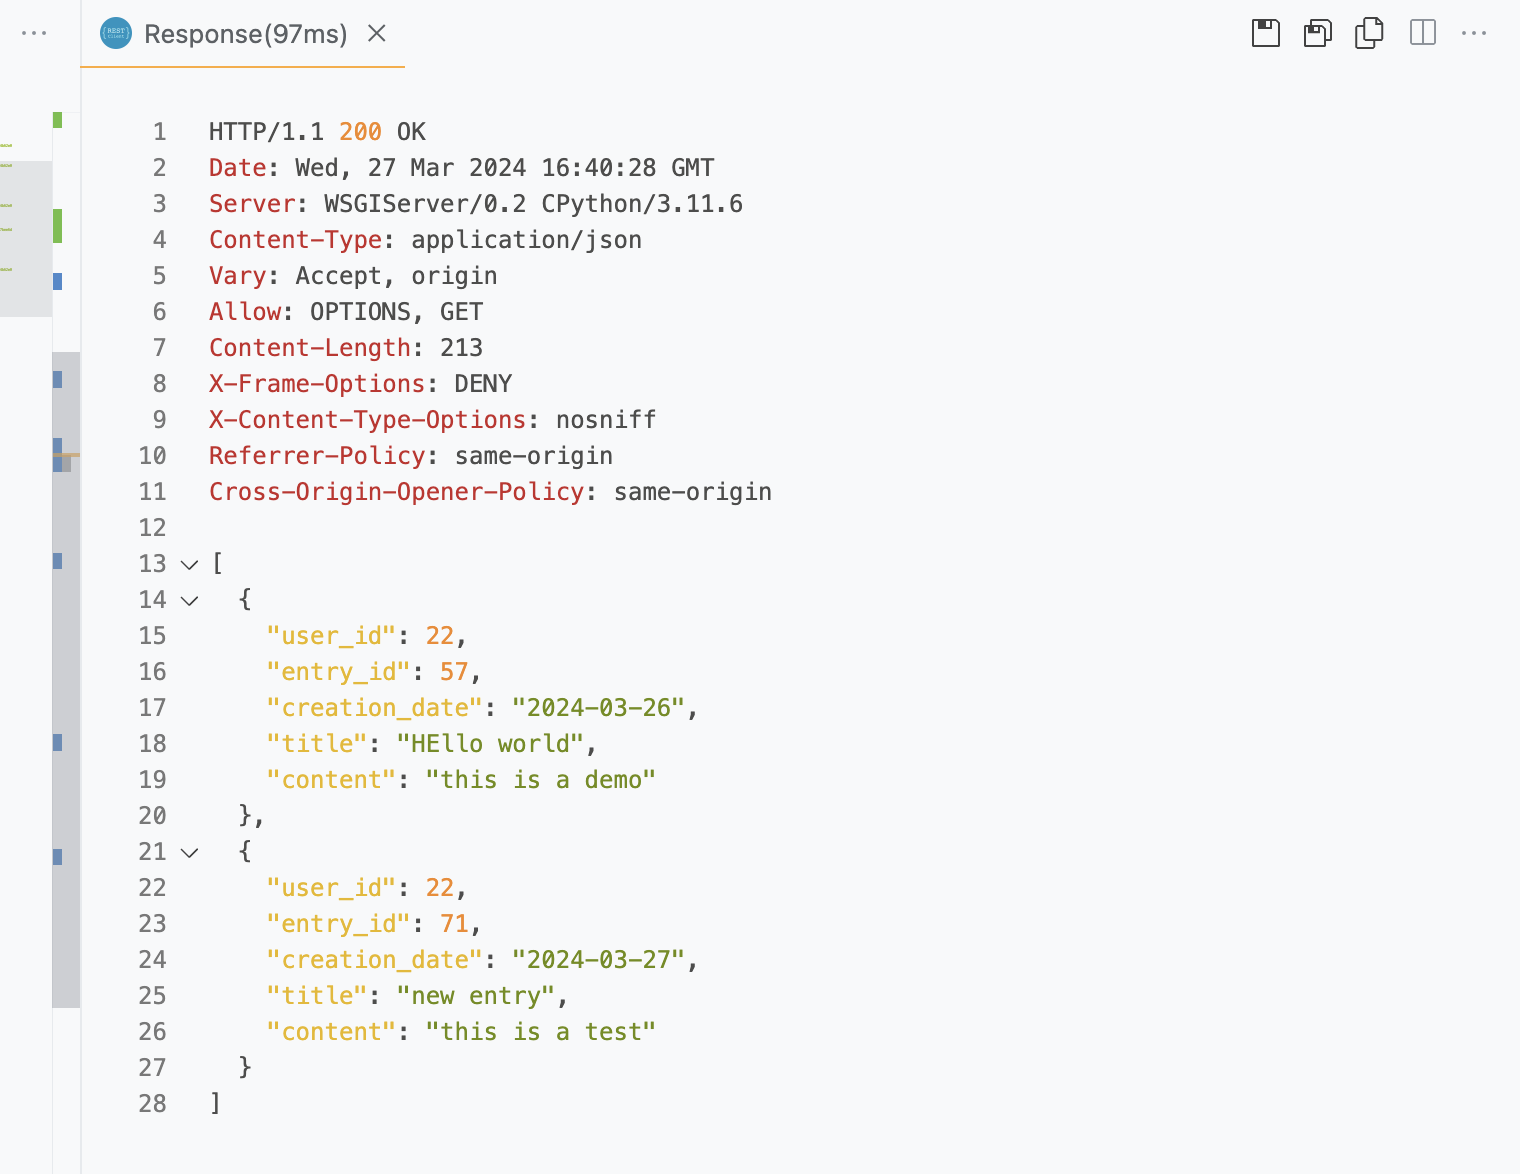 REST
Client
Response(97ms)
1 HTTP/1.1 200 OK
2 Date: Wed, 27 Mar 2024 16:40:28 GMT
3 Server: WSGIServer/0.2 CPython/3.11.6
4 Content-Type: application/json
5 Vary: Accept, origin
6 Allow: OPTIONS, GET
7 Content-Length: 213
8 X-Frame-Options: DENY
9 X-Content-Type-Options: nosniff
10 Referrer-Policy: same-origin
11 Cross-Origin-Opener-Policy: same-origin
12
13 [
14   {
15     "user_id": 22,
16     "entry_id": 57,
17     "creation_date": "2024-03-26",
18     "title": "HEllo world",
19     "content": "this is a demo"
20   },
21   {
22     "user_id": 22,
23     "entry_id": 71,
24     "creation_date": "2024-03-27",
25     "title": "new entry",
26     "content": "this is a test"
27   }
28 ]